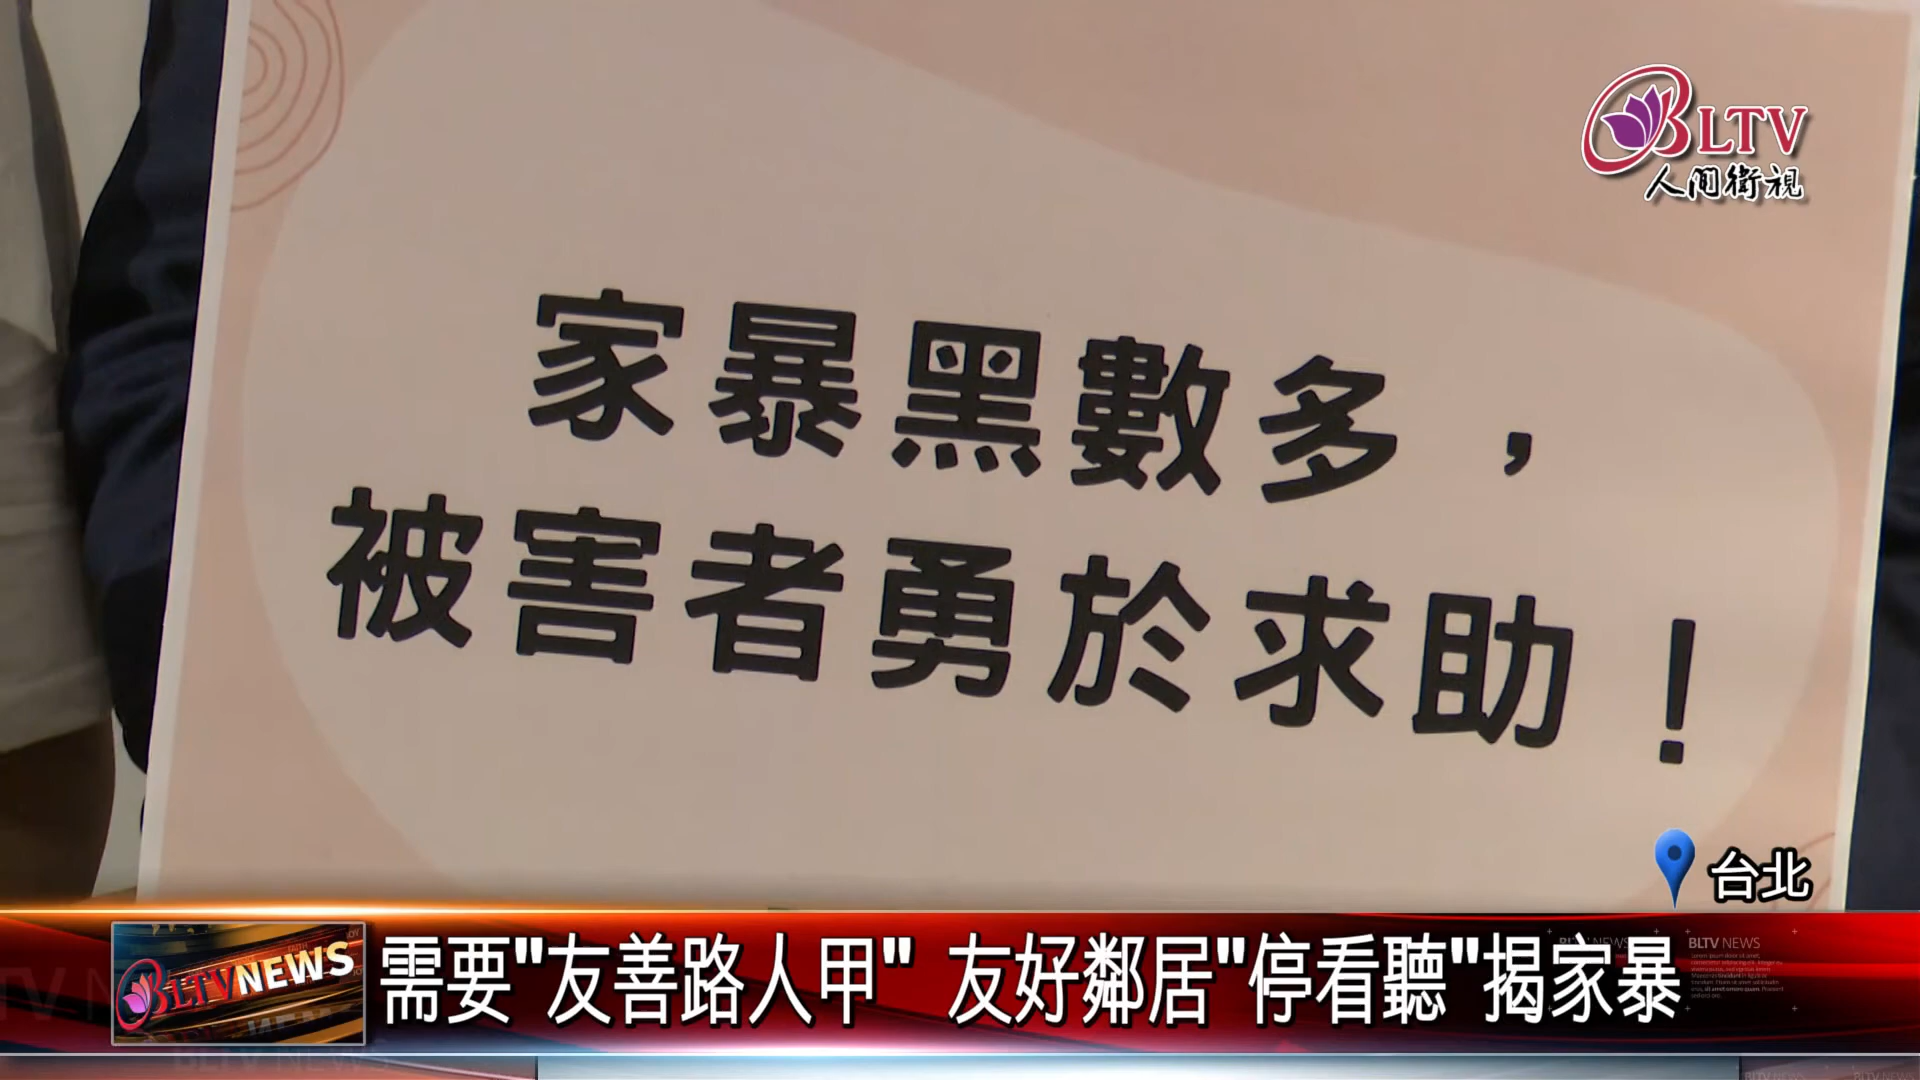 BLTV
人間衛視
家暴黑數多，
被害者勇於求助！
台北
BLTV NEWS
需要"友善路人甲" 友好鄰居"停看聽"揭家暴
BLTV NEWS